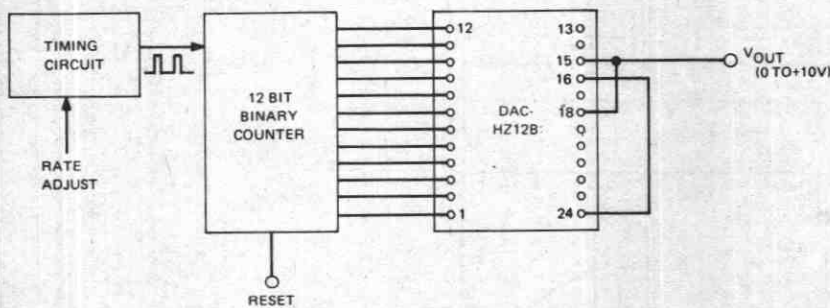 TIMING
CIRCUIT
RATE
ADJUST
12 BIT
BINARY
COUNTER
RESET
12
1
DAC-
HZ12B
13
15
16
18
24
VOUT
(0 TO+10V)